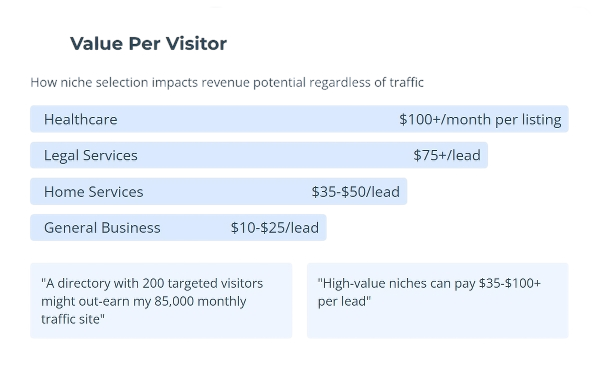 Value Per Visitor
How niche selection impacts revenue potential regardless of traffic
Healthcare $100+/month per listing
Legal Services $75+/lead
Home Services $35-$50/lead
General Business $10-$25/lead
"A directory with 200 targeted visitors
might out-earn my 85,000 monthly
traffic site"
"High-value niches can pay $35-$100+
per lead"